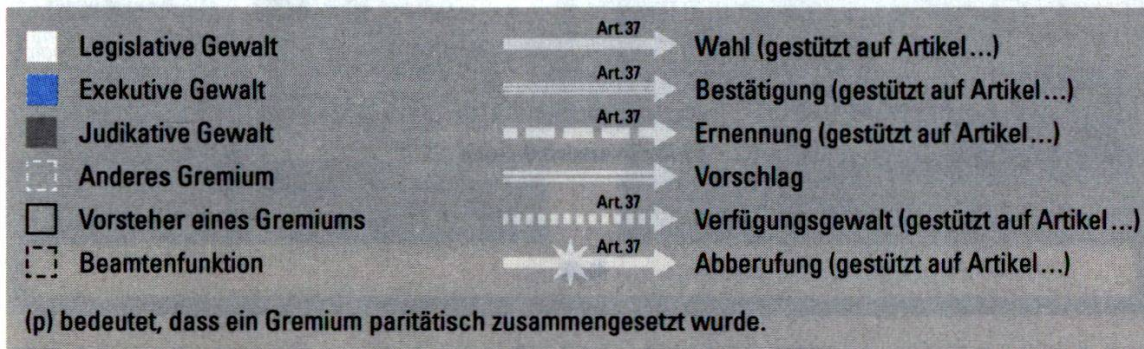 Legislative Gewalt Art.37 Wahl (gestützt auf Artikel...)
Exekutive Gewalt Art.37 Bestätigung (gestützt auf Artikel...)
Judikative Gewalt Art.37 Ernennung (gestützt auf Artikel...)
Anderes Gremium Vorschlag
Vorsteher eines Gremiums Art.37 Verfügungsgewalt (gestützt auf Artikel...)
Beamtenfunktion Art.37 Abberufung (gestützt auf Artikel...)
(p) bedeutet, dass ein Gremium paritätisch zusammengesetzt wurde.